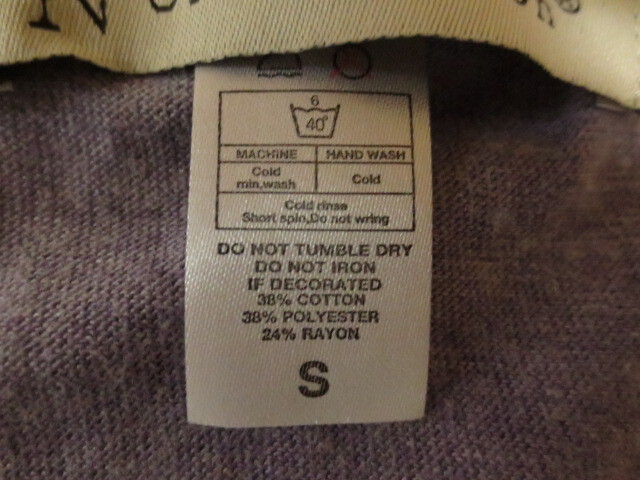 6
40°
MACHINE HAND WASH
Cold
min,wash Cold
Cold rinse
Short spin,Do not wring
DO NOT TUMBLE DRY
DO NOT IRON
IF DECORATED
38% COTTON
38% POLYESTER
24% RAYON
S